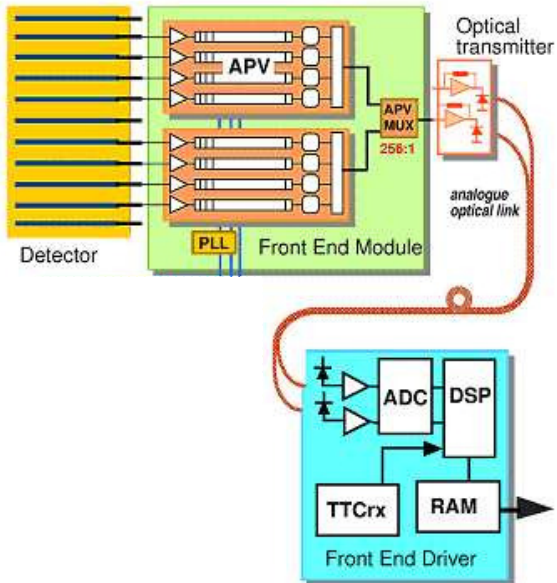 Optical
transmitter
APV
APV
MUX
256:1
analogue
optical link
PLL
Front End Module
Detector
ADC
DSP
TTCrx
RAM
Front End Driver